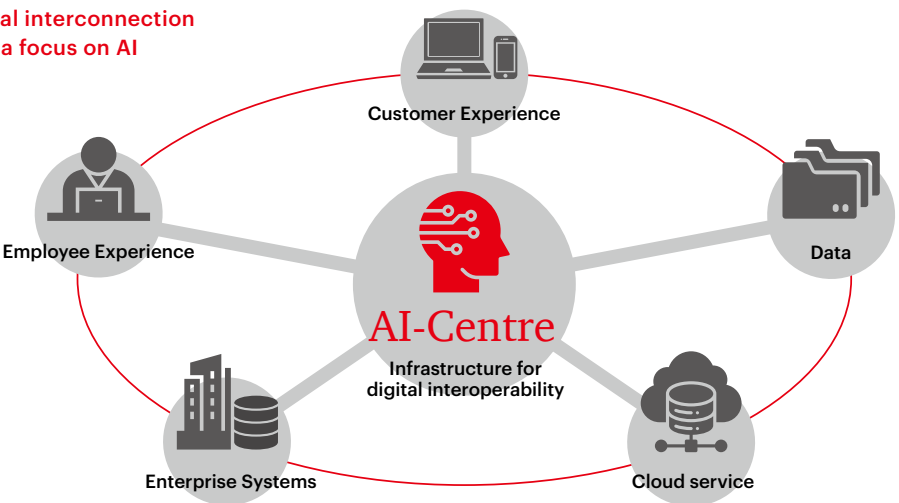 al interconnection
a focus on AI
Customer Experience
Employee Experience
Data
AI-Centre
Infrastructure for
digital interoperability
Enterprise Systems
Cloud service